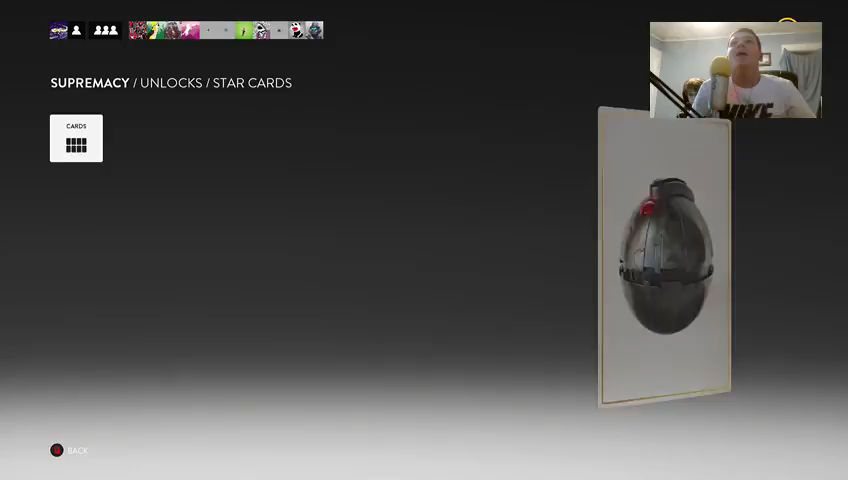 SUPREMACY / UNLOCKS / STAR CARDS
CARDS
NIKE
BACK